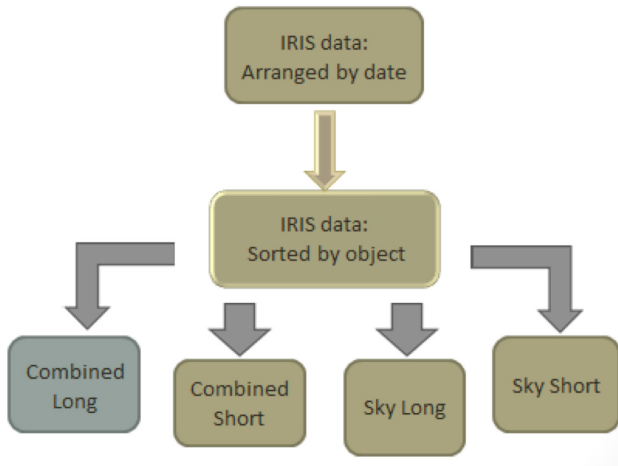 IRIS data:
Arranged by date
IRIS data:
Sorted by object
Combined
Long
Combined
Short
Sky Long
Sky Short